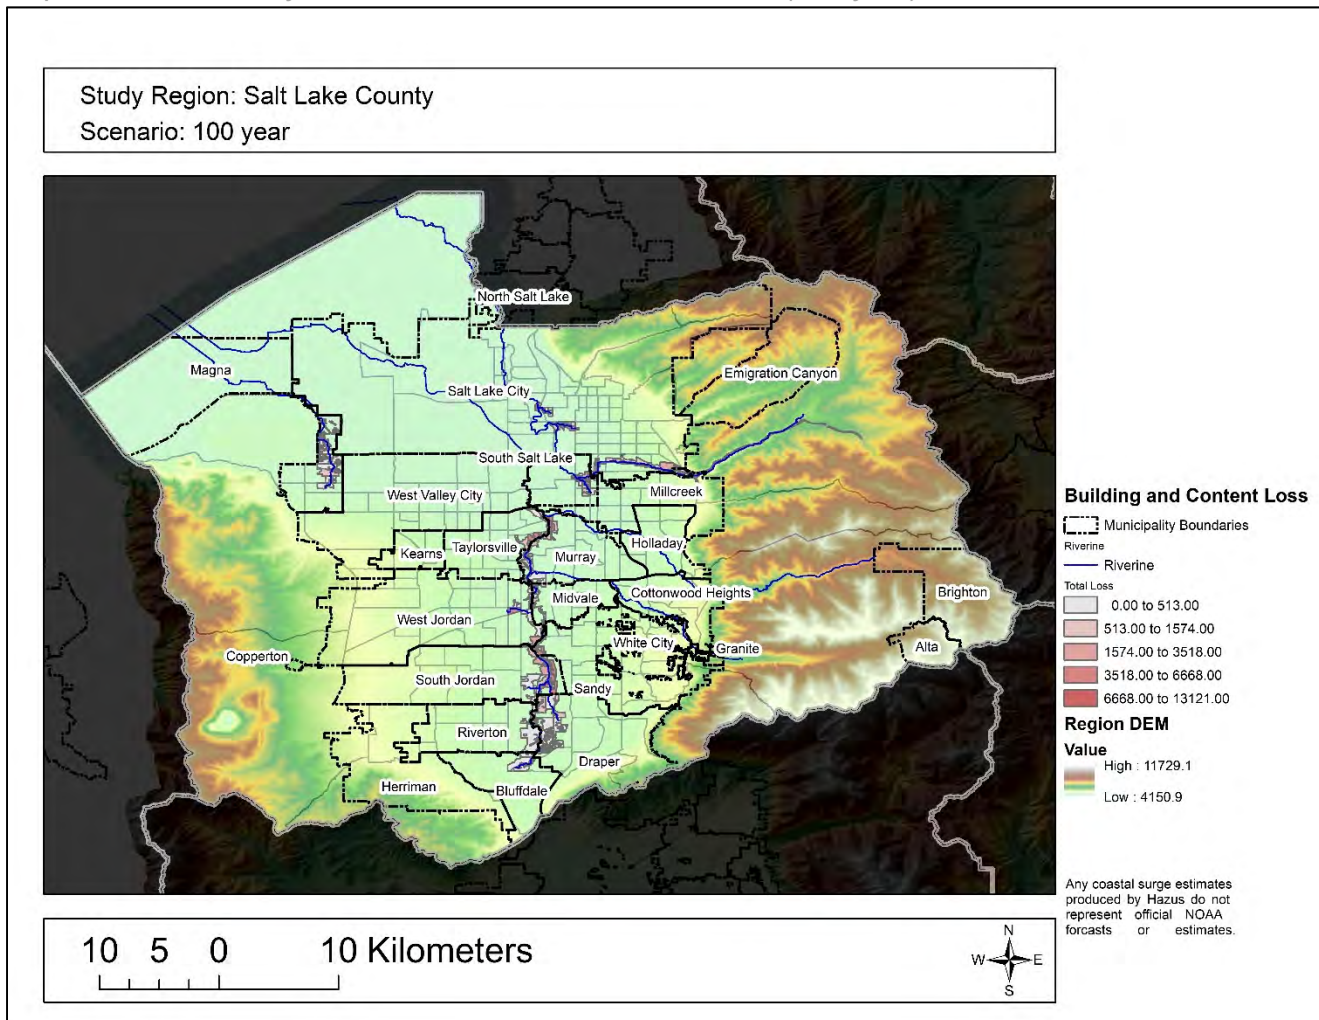 Study Region: Salt Lake County
Scenario: 100 year
North Salt Lake
Magna
Emigration Canyon
Salt Lake City
South Salt Lake
West Valley City
Millcreek
Kearns
Taylorsville
Murray
Holladay
Midvale
Cottonwood Heights
Brighton
West Jordan
White City
Granite
Alta
Copperton
South Jordan
Sandy
Riverton
Draper
Herriman
Bluffdale
Building and Content Loss
Municipality Boundaries
Riverine
Riverine
Total Loss
0.00 to 513.00
513.00 to 1574.00
1574.00 to 3518.00
3518.00 to 6668.00
6668.00 to 13121.00
Region DEM
Value
High : 11729.1
Low : 4150.9
Any coastal surge estimates
produced by Hazus do not
represent official NOAA
forcasts or estimates.
10 5 0 10 Kilometers
N
W E
S